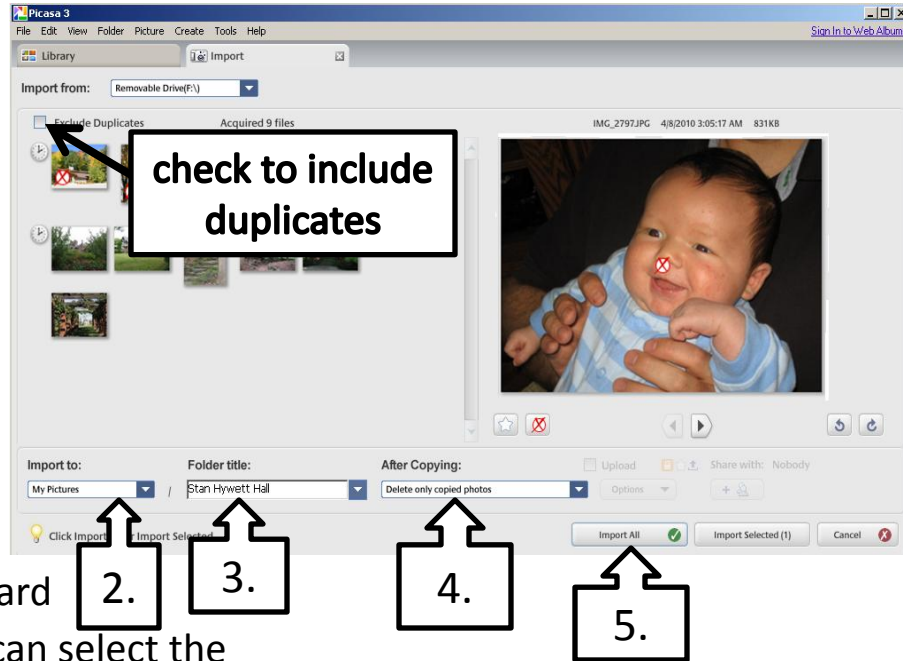 Picasa 3
File Edit View Folder Picture Create Tools Help
Sign In to Web Album
Library
Import
Import from: Removable Drive(F:\)
Exclude Duplicates
Acquired 9 files
IMG_2797.JPG 4/8/2010 3:05:17 AM 831KB
check to include
duplicates
Import to: Folder title: After Copying:
Upload
Share with: Nobody
My Pictures / Stan Hywett Hall
Delete only copied photos
Options
Click Import
Import Selected
Import All
Import Selected (1)
Cancel
2.
3.
4.
5.
ard
can select the